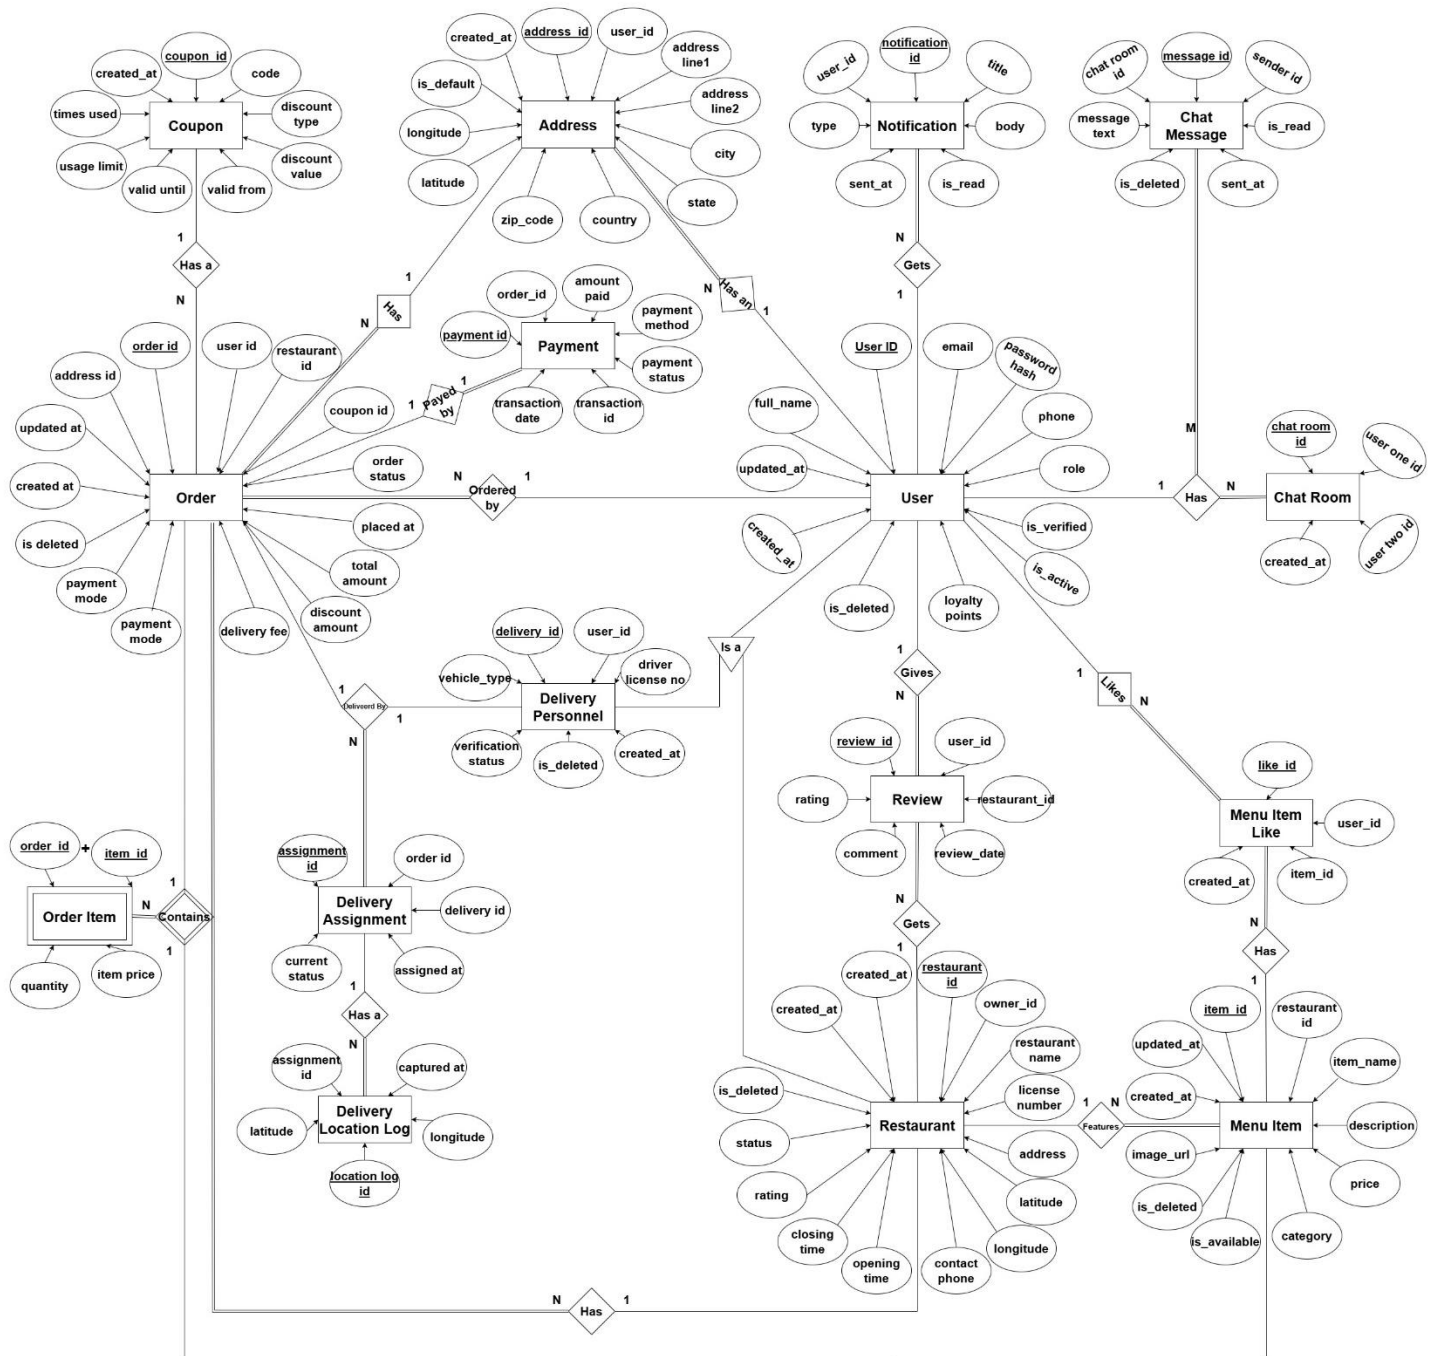 coupon_id
created_at
code
times used
Coupon
discount
type
usage limit
discount
value
valid until
valid from
1
Has a
N
created_at
address_id
user_id
address
line1
is_default
address
line2
Address
longitude
city
latitude
state
zip_code
country
1
Has
N
N
Has an
1
notification
id
user_id
title
type
Notification
body
sent_at
is_read
N
Gets
1
chat room
id
message id
sender id
message
text
Chat
Message
is_read
is_deleted
sent_at
M
order_id
amount
paid
payment
method
payment id
Payment
payment
status
transaction
date
transaction
id
1
Payed
by
1
order id
user id
restaurant
id
address id
coupon id
updated at
order
status
created at
Order
placed at
is deleted
total
amount
payment
mode
discount
amount
payment
mode
delivery fee
N
Ordered
by
1
User ID
email
password
hash
full_name
phone
updated_at
role
User
created_at
is_verified
is_active
is_deleted
loyalty
points
1
Has
N
chat room
id
user one id
Chat Room
created_at
user two id
Is a
delivery_id
user_id
vehicle_type
driver
license no
Delivery
Personnel
verification
status
is_deleted
created_at
1
Deliveerd By
1
N
1
Gives
N
1
Likes
N
review_id
user_id
rating
Review
restaurant_id
comment
review_date
N
Gets
1
like_id
Menu Item
Like
user_id
created_at
item_id
N
Has
1
order_id
+
item_id
Order Item
quantity
item price
N
1
Contains
1
assignment
id
order id
Delivery
Assignment
delivery id
current
status
assigned at
1
Has a
N
assignment
id
captured at
latitude
Delivery
Location Log
longitude
location log
id
created_at
restaurant
id
created_at
owner_id
restaurant
name
is_deleted
license
number
status
Restaurant
address
rating
latitude
closing
time
longitude
opening
time
contact
phone
1
Features
N
item_id
restaurant
id
updated_at
item_name
created_at
Menu Item
description
image_url
price
is_deleted
is_available
category
N
Has
1